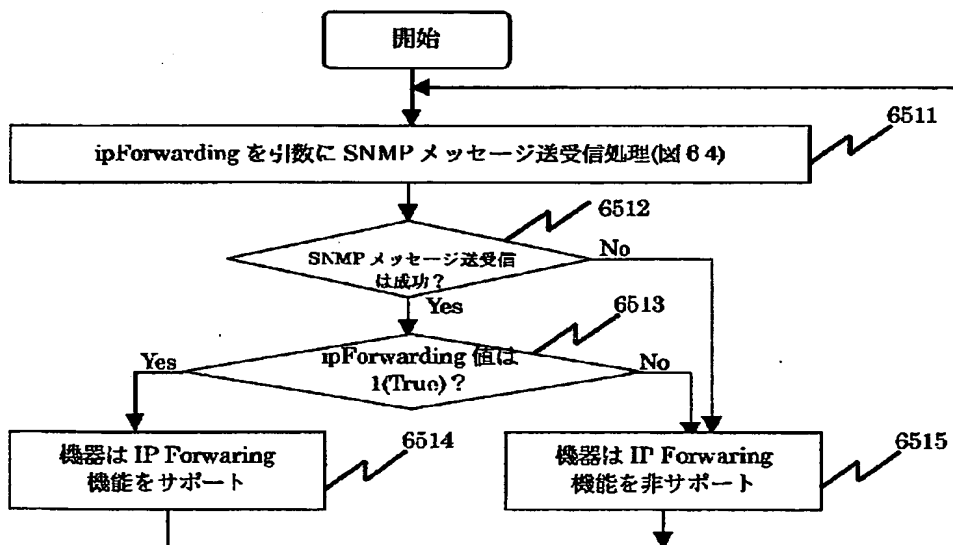 開始
6511
ipForwarding を引数に SNMP メッセージ送受信処理(図64)
6512
SNMP メッセージ送受信
は成功？
No
Yes
6513
ipForwarding 値は
1(True)？
Yes
No
6514
機器は IP Forwaring
機能をサポート
6515
機器は IP Forwaring
機能を非サポート